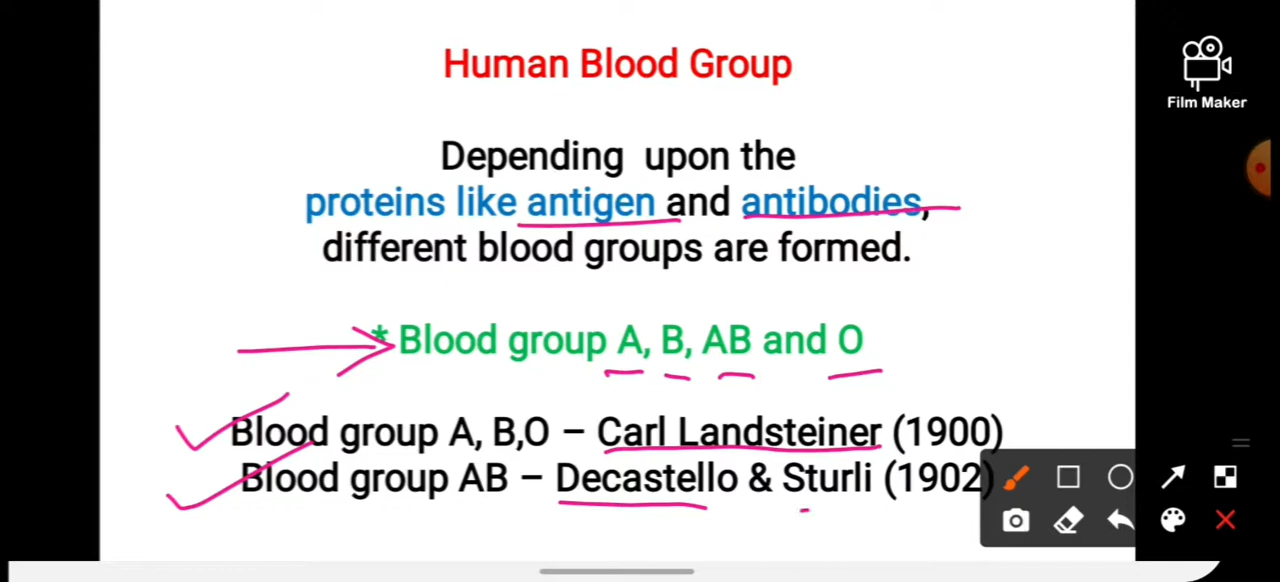 Human Blood Group
Film Maker
Depending upon the
proteins like antigen and antibodies,
different blood groups are formed.
* Blood group A, B, AB and O
Blood group A, B,O – Carl Landsteiner (1900)
Blood group AB – Decastello & Sturli (1902)